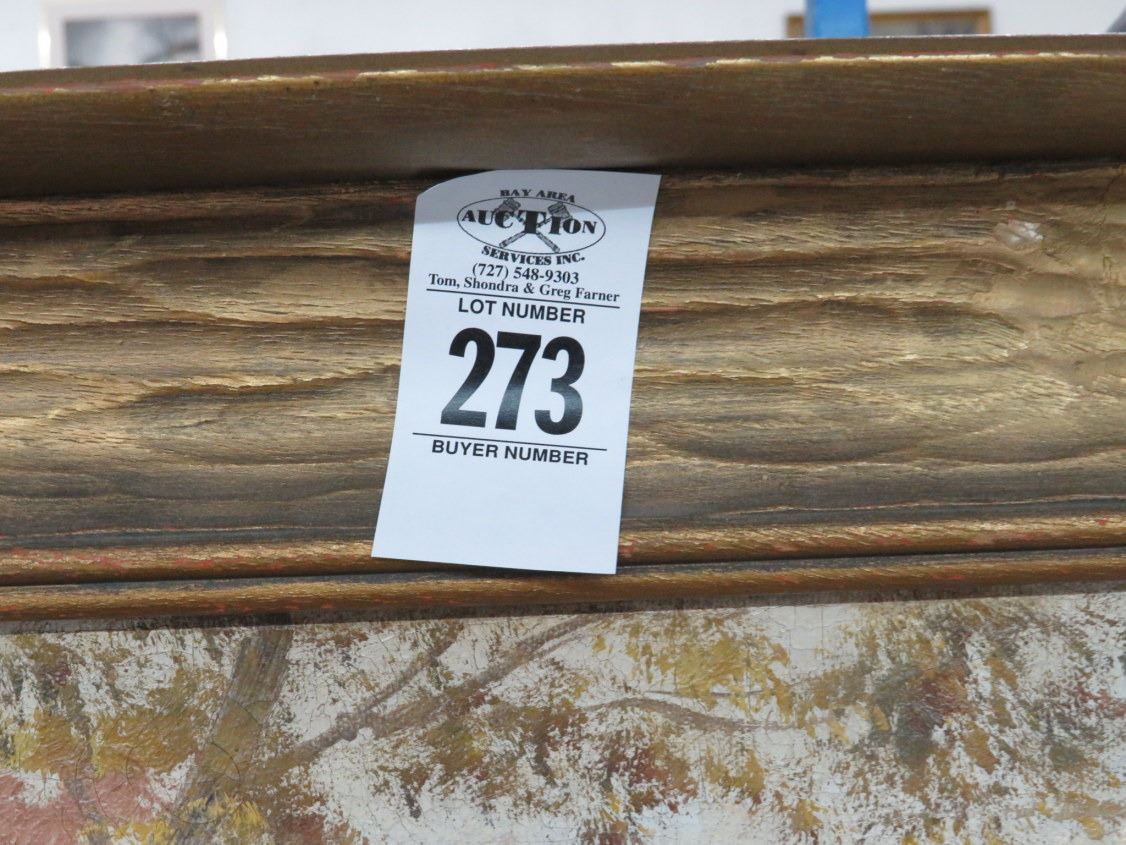 BAY AREA
AUCTION
SERVICES INC.
(727) 548-9303
Tom, Shondra & Greg Farner
LOT NUMBER
273
BUYER NUMBER